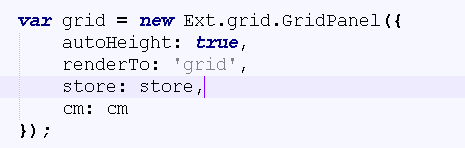 var grid = new Ext.grid.GridPanel({
    autoHeight: true,
    renderTo: 'grid',
    store: store,
    cm: cm
});